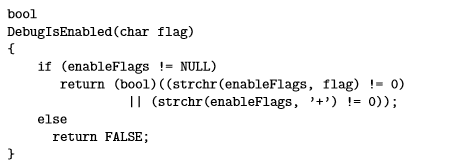 bool
DebugIsEnabled(char flag)
{
    if (enableFlags != NULL)
       return (bool)((strchr(enableFlags, flag) != 0)
               || (strchr(enableFlags, ’+’) != 0));
    else
      return FALSE;
}